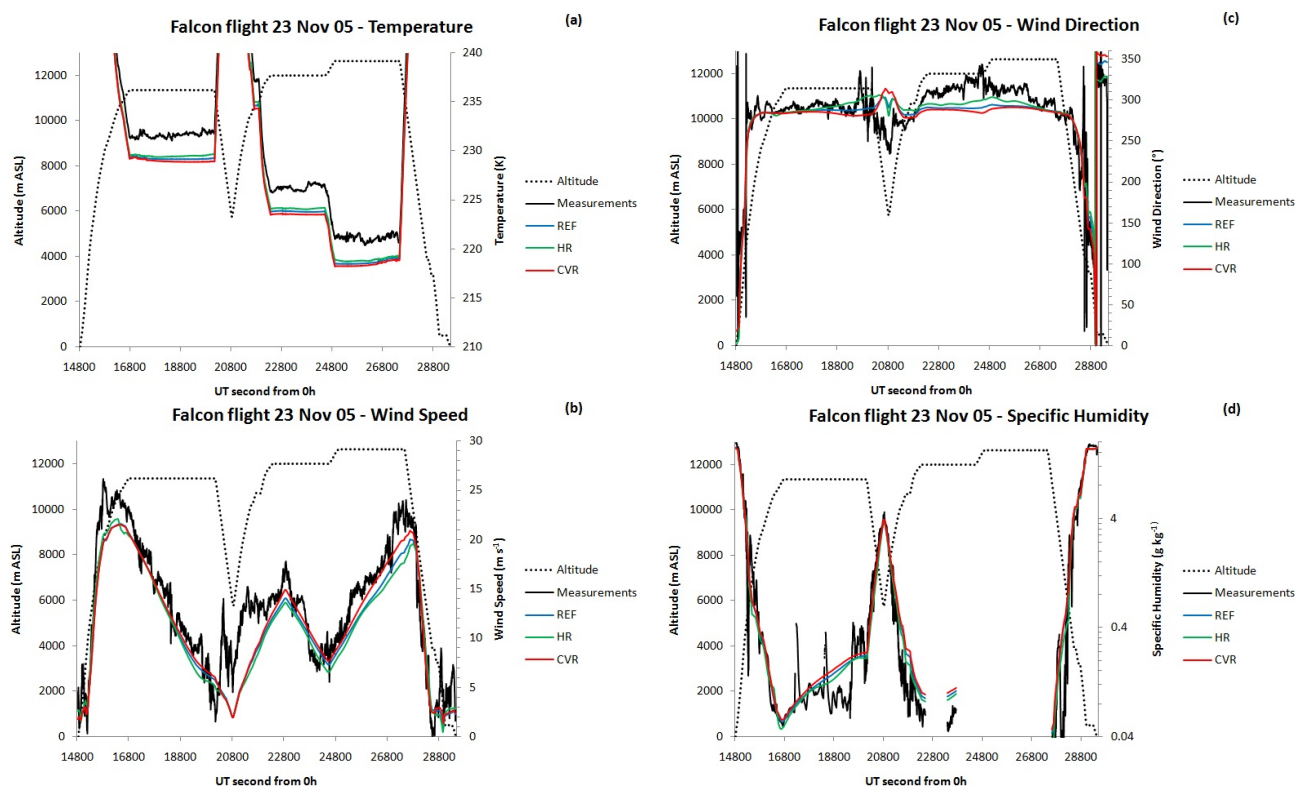 Falcon flight 23 Nov 05 - Temperature
(a)
Altitude (m ASL)
12000
10000
8000
6000
4000
2000
0
240
235
230
225
220
215
210
Temperature (K)
Altitude
Measurements
REF
HR
CVR
14800 16800 18800 20800 22800 24800 26800 28800
UT second from 0h
Falcon flight 23 Nov 05 - Wind Direction
(c)
Altitude (m ASL)
12000
10000
8000
6000
4000
2000
0
350
300
250
200
150
100
50
0
Wind Direction (°)
Altitude
Measurements
REF
HR
CVR
14800 16800 18800 20800 22800 24800 26800 28800
UT second from 0h
Falcon flight 23 Nov 05 - Wind Speed
(b)
Altitude (m ASL)
12000
10000
8000
6000
4000
2000
0
30
25
20
15
10
5
0
Wind Speed (m s-1)
Altitude
Measurements
REF
HR
CVR
14800 16800 18800 20800 22800 24800 26800 28800
UT second from 0h
Falcon flight 23 Nov 05 - Specific Humidity
(d)
Altitude (m ASL)
12000
10000
8000
6000
4000
2000
0
4
0.4
0.04
Specific Humidity (g kg-1)
Altitude
Measurements
REF
HR
CVR
14800 16800 18800 20800 22800 24800 26800 28800
UT second from 0h